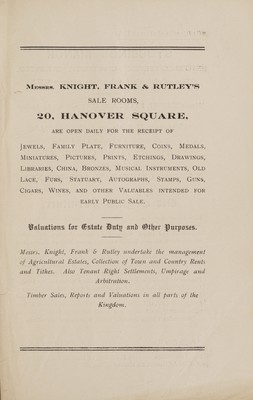 Messrs. KNIGHT, FRANK & RUTLEY'S
SALE ROOMS,
20, HANOVER SQUARE,
ARE OPEN DAILY FOR THE RECEIPT OF
Jewels, Family Plate, Furniture, Coins, Medals,
Miniatures, Pictures, Prints, Etchings, Drawings,
Libraries, China, Bronzes, Musical Instruments, Old
Lace, Furs, Statuary, Autographs, Stamps, Guns,
Cigars, Wines, and other Valuables intended for
early Public Sale.
Valuations for Estate Duty and Other Purposes.
Messrs. Knight, Frank & Rutley undertake the management
of Agricultural Estates, Collection of Town and Country Rents
and Tithes. Also Tenant Right Settlements, Umpirage and
Arbitration.
Timber Sales, Reports and Valuations in all parts of the
Kingdom.